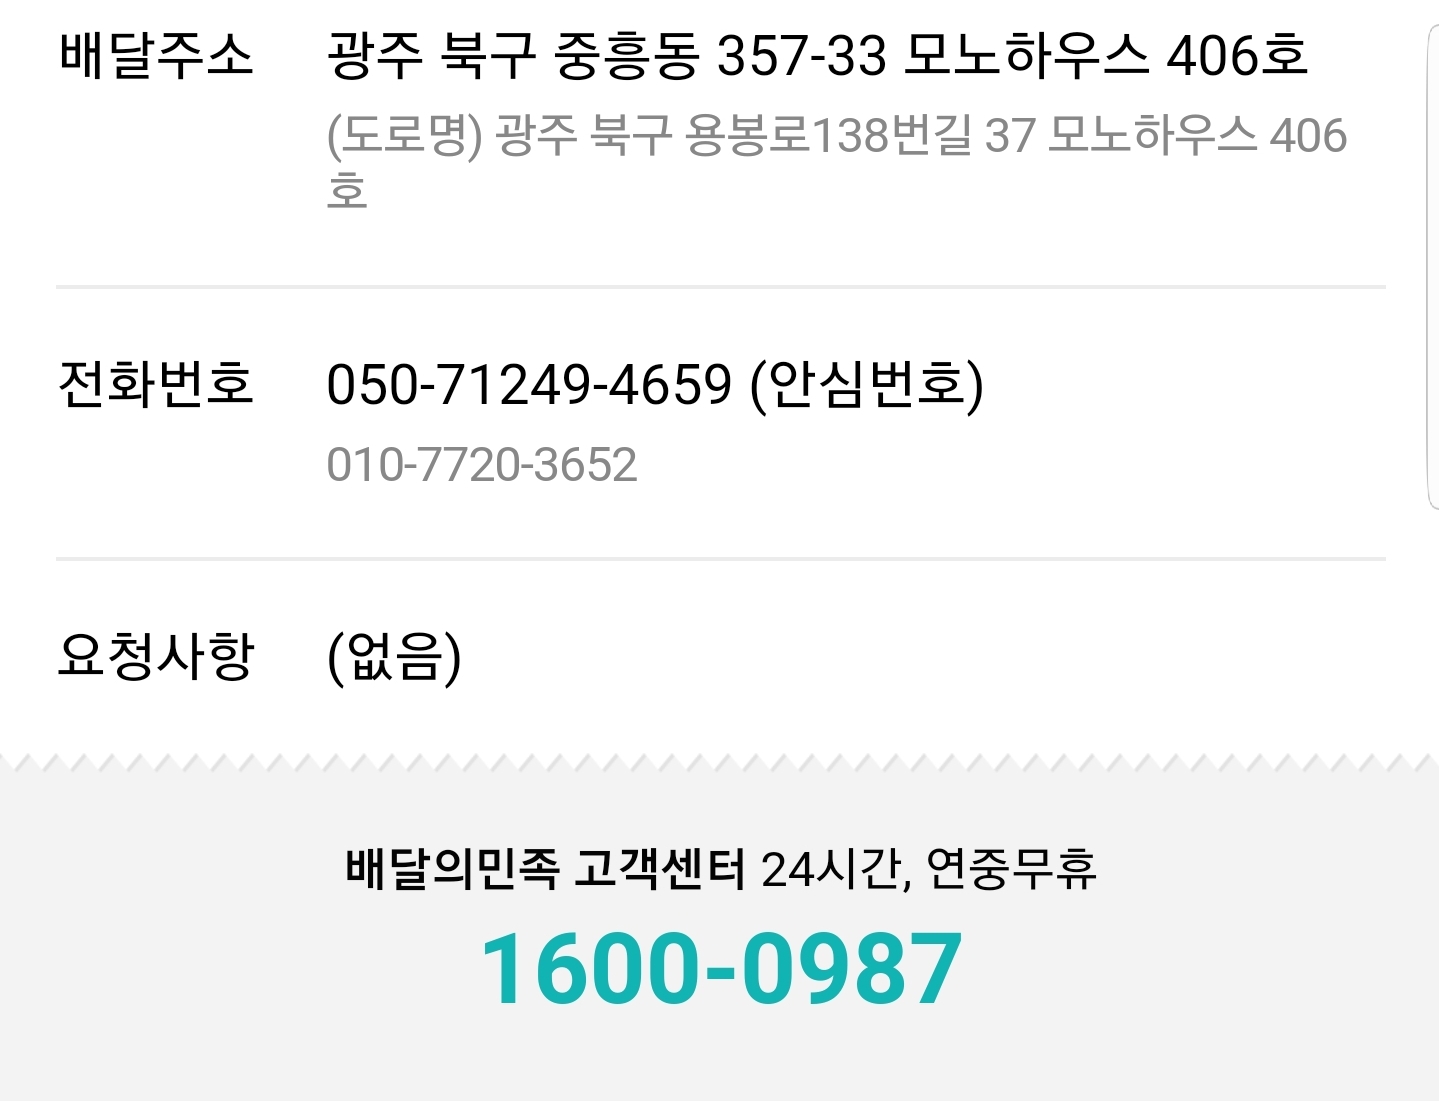 배달주소 광주 북구 중흥동 357-33 모노하우스 406호
(도로명) 광주 북구 용봉로138번길 37 모노하우스 406
호
전화번호 050-71249-4659 (안심번호)
010-7720-3652
요청사항 (없음)
배달의민족 고객센터 24시간, 연중무휴
1600-0987